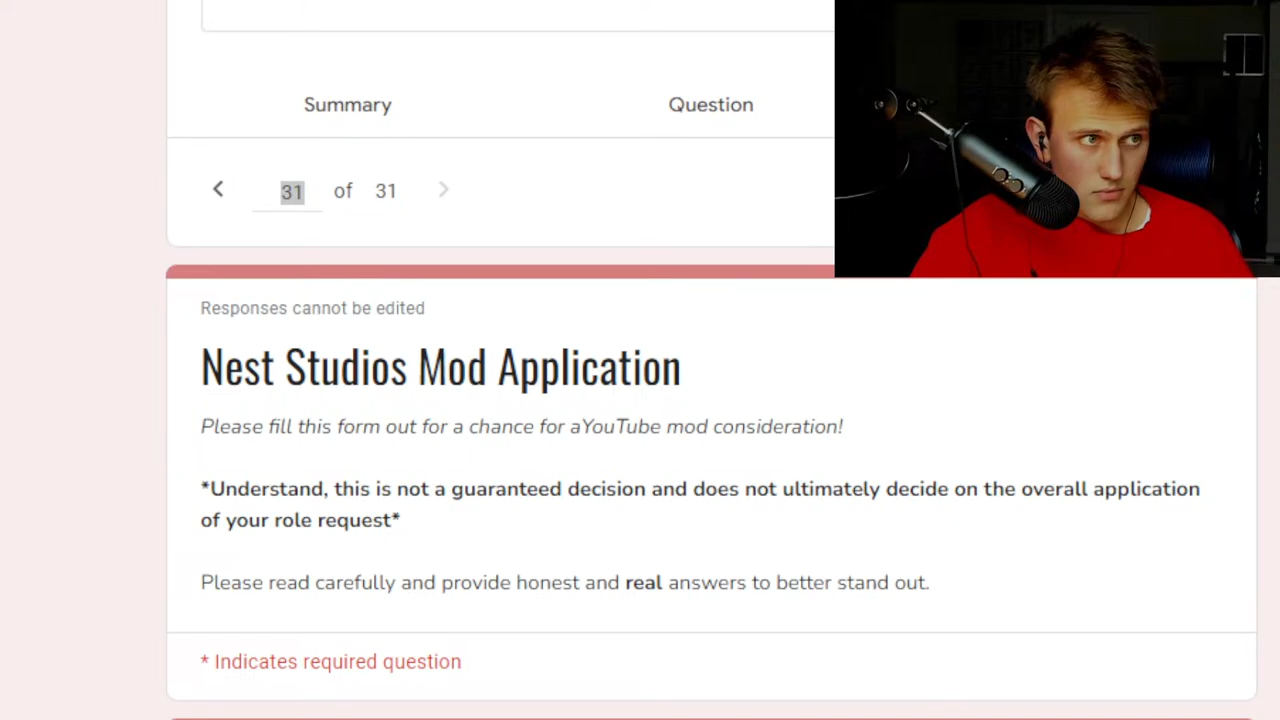 Summary
Question
31 of 31
Responses cannot be edited
Nest Studios Mod Application
Please fill this form out for a chance for aYouTube mod consideration!
*Understand, this is not a guaranteed decision and does not ultimately decide on the overall application
of your role request*
Please read carefully and provide honest and real answers to better stand out.
* Indicates required question